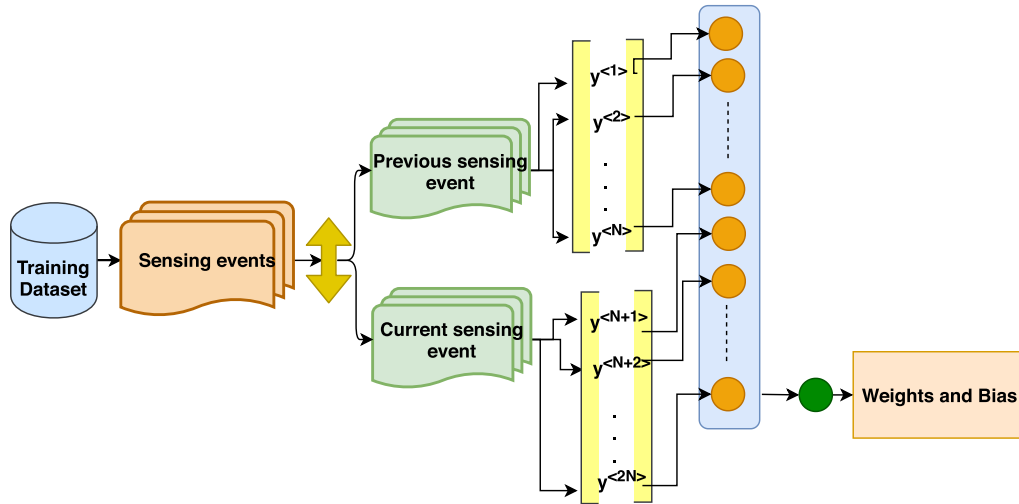 Training
Dataset
Sensing events
Previous sensing
event
Current sensing
event
y<1>
y<2>
.
.
.
y<N>
y<N+1>
y<N+2>
.
.
.
y<2N>
Weights and Bias